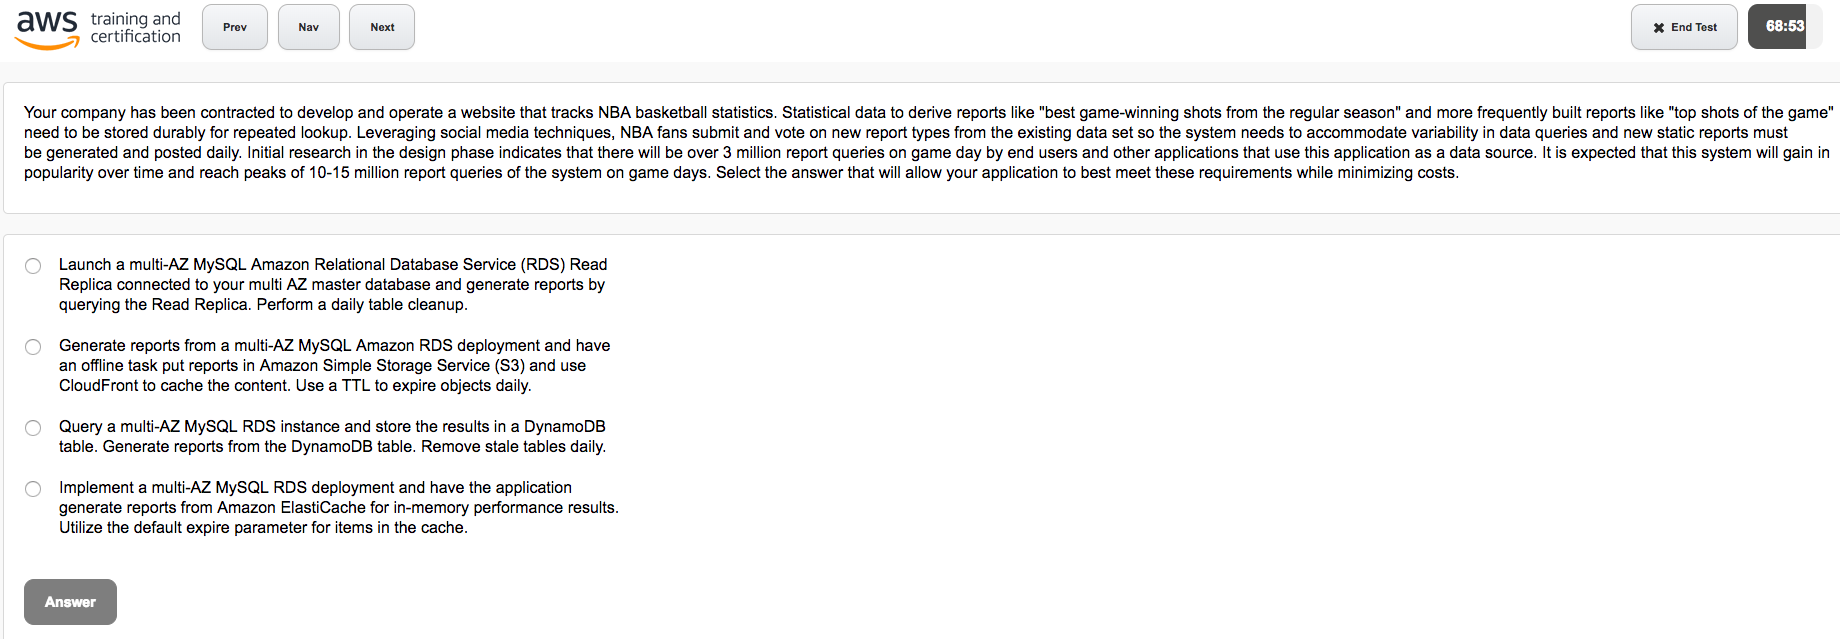 aws training and certification
Prev
Nav
Next
✖ End Test
68:53
Your company has been contracted to develop and operate a website that tracks NBA basketball statistics. Statistical data to derive reports like "best game-winning shots from the regular season" and more frequently built reports like "top shots of the game"
need to be stored durably for repeated lookup. Leveraging social media techniques, NBA fans submit and vote on new report types from the existing data set so the system needs to accommodate variability in data queries and new static reports must
be generated and posted daily. Initial research in the design phase indicates that there will be over 3 million report queries on game day by end users and other applications that use this application as a data source. It is expected that this system will gain in
popularity over time and reach peaks of 10-15 million report queries of the system on game days. Select the answer that will allow your application to best meet these requirements while minimizing costs.
Launch a multi-AZ MySQL Amazon Relational Database Service (RDS) Read
Replica connected to your multi AZ master database and generate reports by
querying the Read Replica. Perform a daily table cleanup.
Generate reports from a multi-AZ MySQL Amazon RDS deployment and have
an offline task put reports in Amazon Simple Storage Service (S3) and use
CloudFront to cache the content. Use a TTL to expire objects daily.
Query a multi-AZ MySQL RDS instance and store the results in a DynamoDB
table. Generate reports from the DynamoDB table. Remove stale tables daily.
Implement a multi-AZ MySQL RDS deployment and have the application
generate reports from Amazon ElastiCache for in-memory performance results.
Utilize the default expire parameter for items in the cache.
Answer